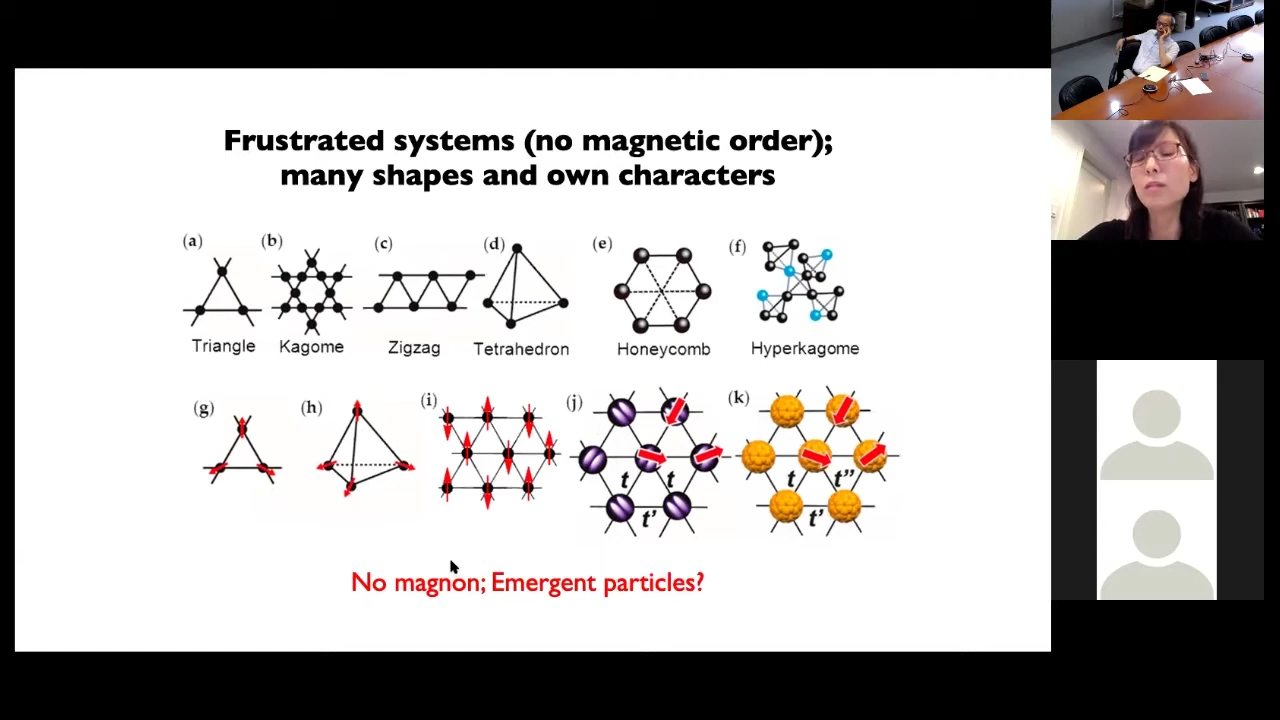 Frustrated systems (no magnetic order);
many shapes and own characters
(a) (b) (c) (d) (e) (f)
Triangle Kagome Zigzag Tetrahedron Honeycomb Hyperkagome
(g) (h) (i) (j) (k)
t t t t”
t’ t’
No magnon; Emergent particles?